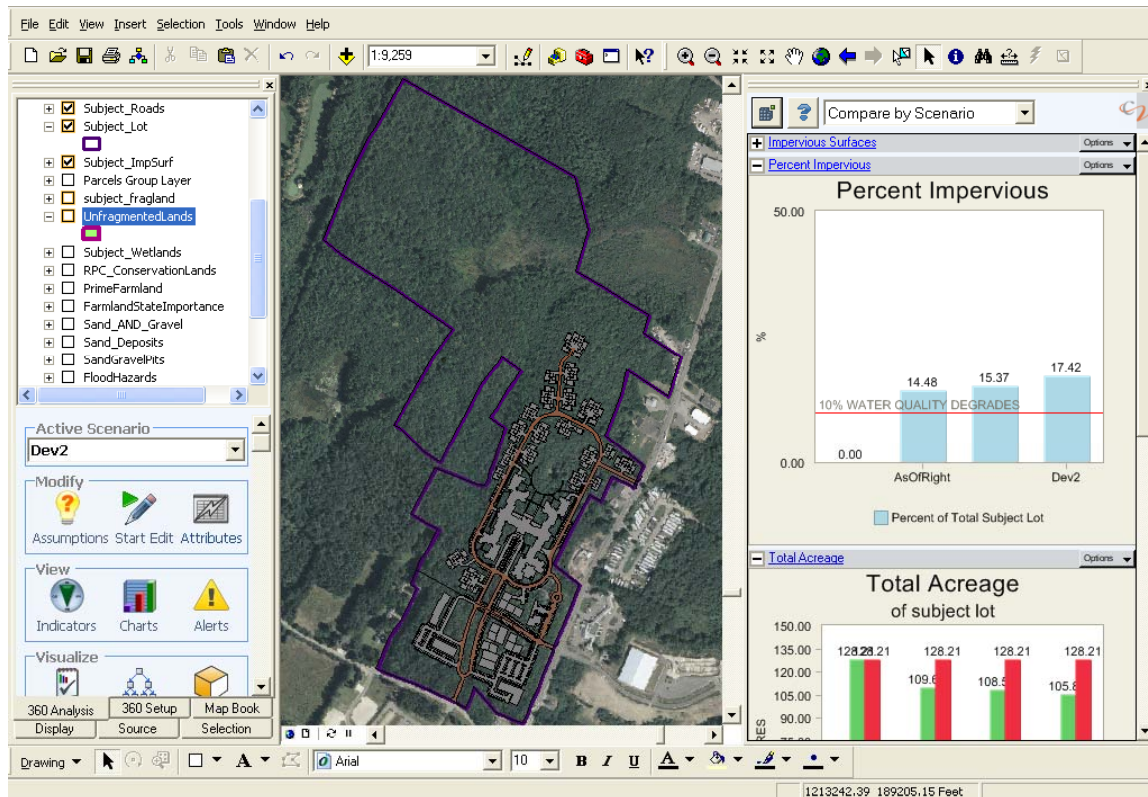 File Edit View Insert Selection Tools Window Help
1:9,259
Subject_Roads
Subject_Lot
Subject_ImpSurf
Parcels Group Layer
subject_fragland
UnfragmentedLands
Subject_Wetlands
RPC_ConservationLands
PrimeFarmland
FarmlandStateImportance
Sand_AND_Gravel
Sand_Deposits
SandGravelPits
FloodHazards
Active Scenario
Dev2
Modify
Assumptions Start Edit Attributes
View
Indicators Charts Alerts
Visualize
360 Analysis 360 Setup Map Book
Display Source Selection
Compare by Scenario
Impervious Surfaces Options
Percent Impervious Options
Percent Impervious
50.00
%
14.48 15.37 17.42
10% WATER QUALITY DEGRADES
0.00 0.00
AsOfRight Dev2
Percent of Total Subject Lot
Total Acreage Options
Total Acreage
of subject lot
150.00
135.00 128.21 128.21 128.21 128.21
120.00
105.00 109.6 108.5 105.8
90.00
75.00
Drawing A Arial 10 B I U A
1213242.39 189205.15 Feet